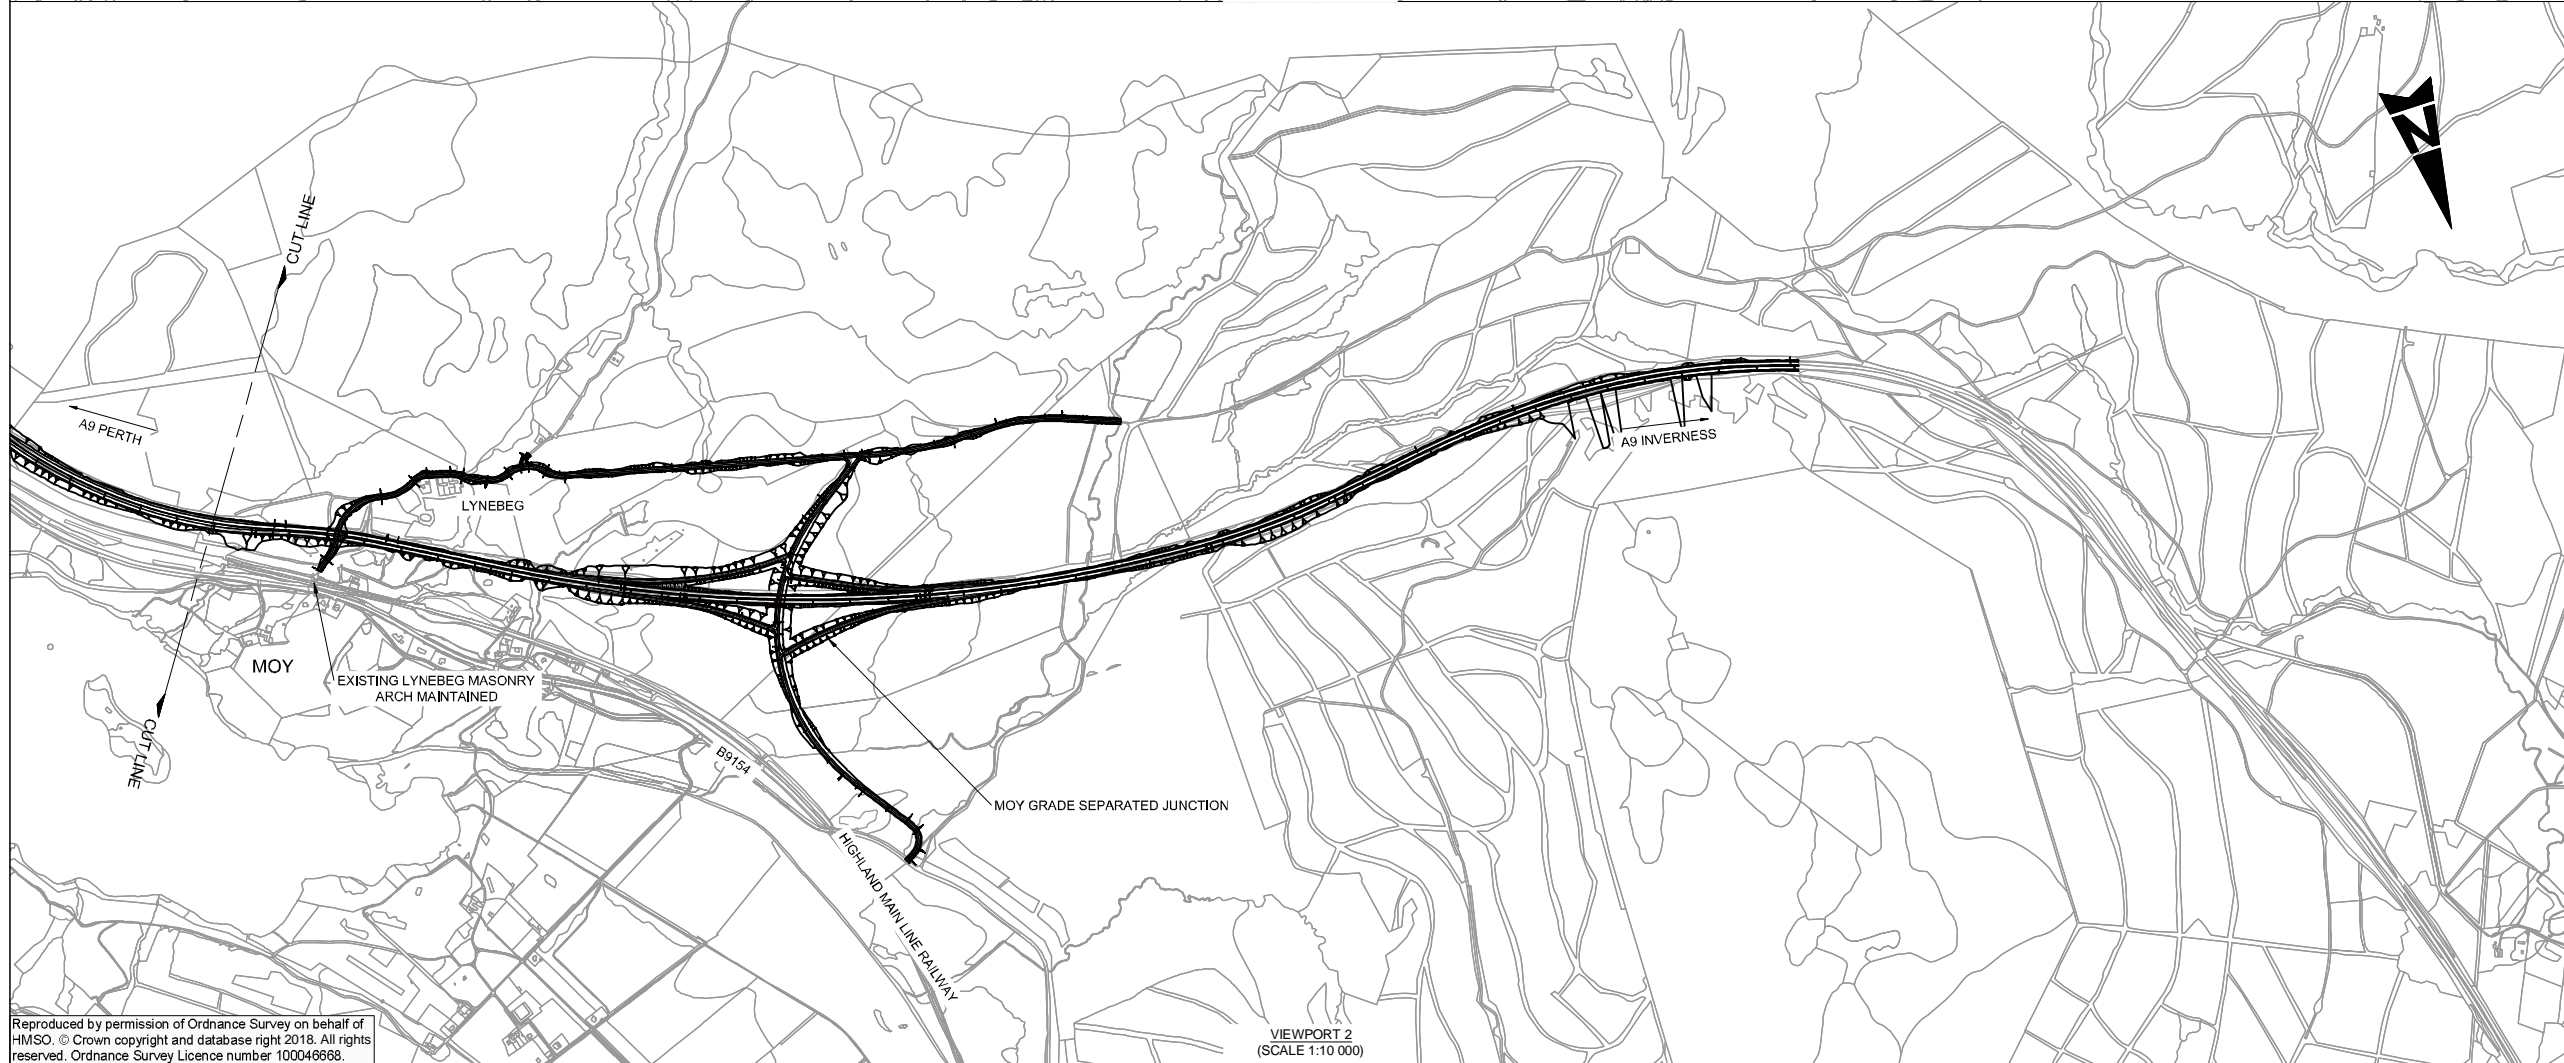 CUT LINE
N
A9 PERTH
A9 INVERNESS
LYNEBEG
MOY
EXISTING LYNEBEG MASONRY
ARCH MAINTAINED
CUT LINE
B9154
MOY GRADE SEPARATED JUNCTION
HIGHLAND MAIN LINE RAILWAY
Reproduced by permission of Ordnance Survey on behalf of
HMSO. © Crown copyright and database right 2018. All rights
reserved. Ordnance Survey Licence number 100046668.
VIEWPORT 2
(SCALE 1:10 000)